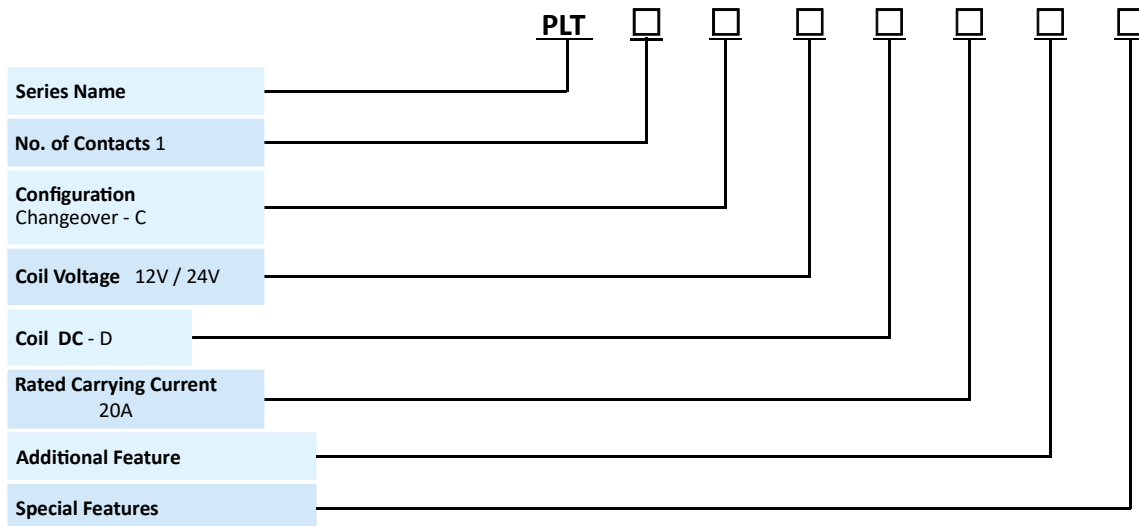 PLT
Series Name
No. of Contacts 1
Configuration
Changeover - C
Coil Voltage 12V / 24V
Coil DC - D
Rated Carrying Current
20A
Additional Feature
Special Features